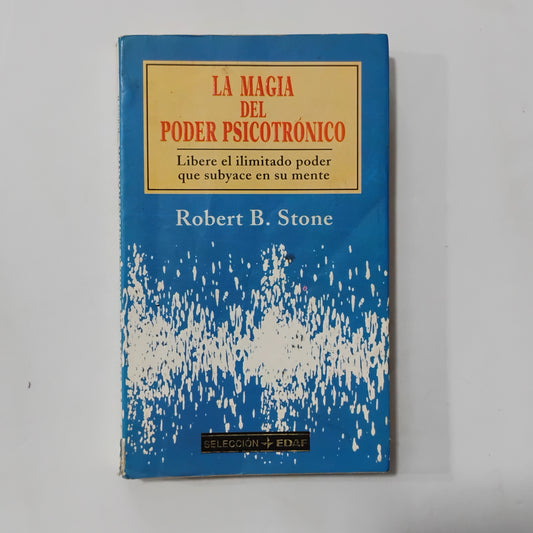 LA MAGIA
DEL
PODER PSICOTRÓNICO
Libere el ilimitado poder
que subyace en su mente
Robert B. Stone
SELECCIÓN + EDAF